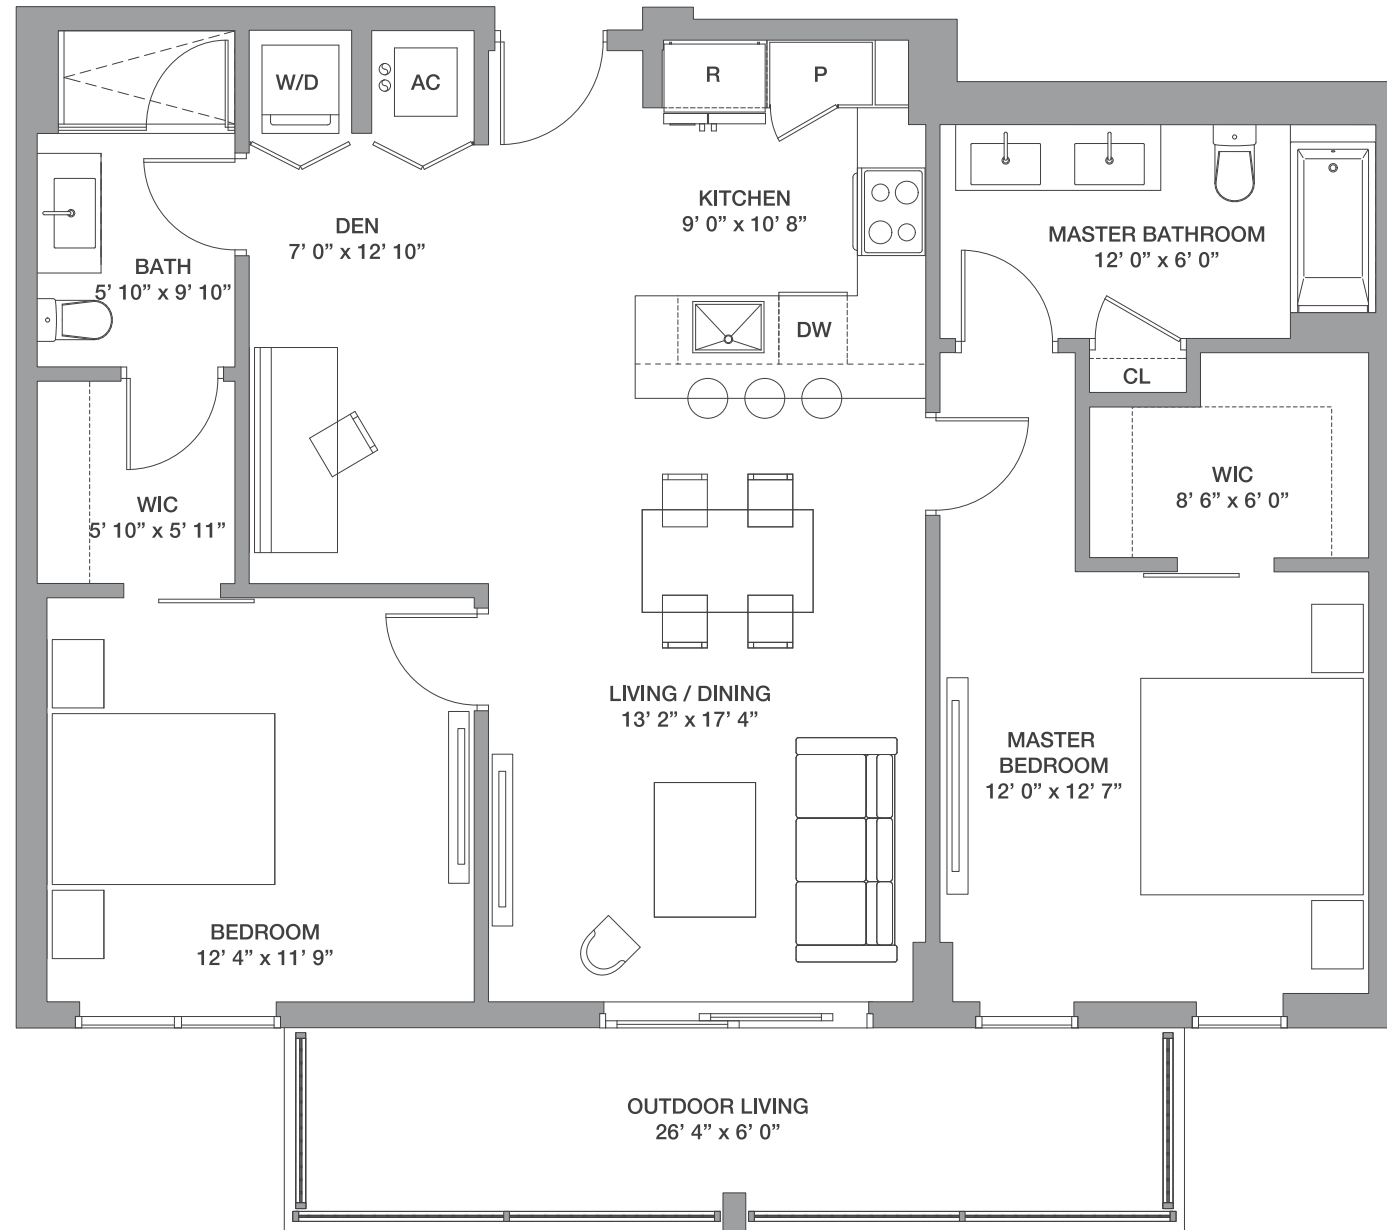 W/D
AC
R
P
KITCHEN
9’ 0” x 10’ 8”
DEN
7’ 0” x 12’ 10”
MASTER BATHROOM
12’ 0” x 6’ 0”
BATH
5’ 10” x 9’ 10”
DW
CL
WIC
8’ 6” x 6’ 0”
WIC
5’ 10” x 5’ 11”
LIVING / DINING
13’ 2” x 17’ 4”
MASTER
BEDROOM
12’ 0” x 12’ 7”
BEDROOM
12’ 4” x 11’ 9”
OUTDOOR LIVING
26’ 4” x 6’ 0”